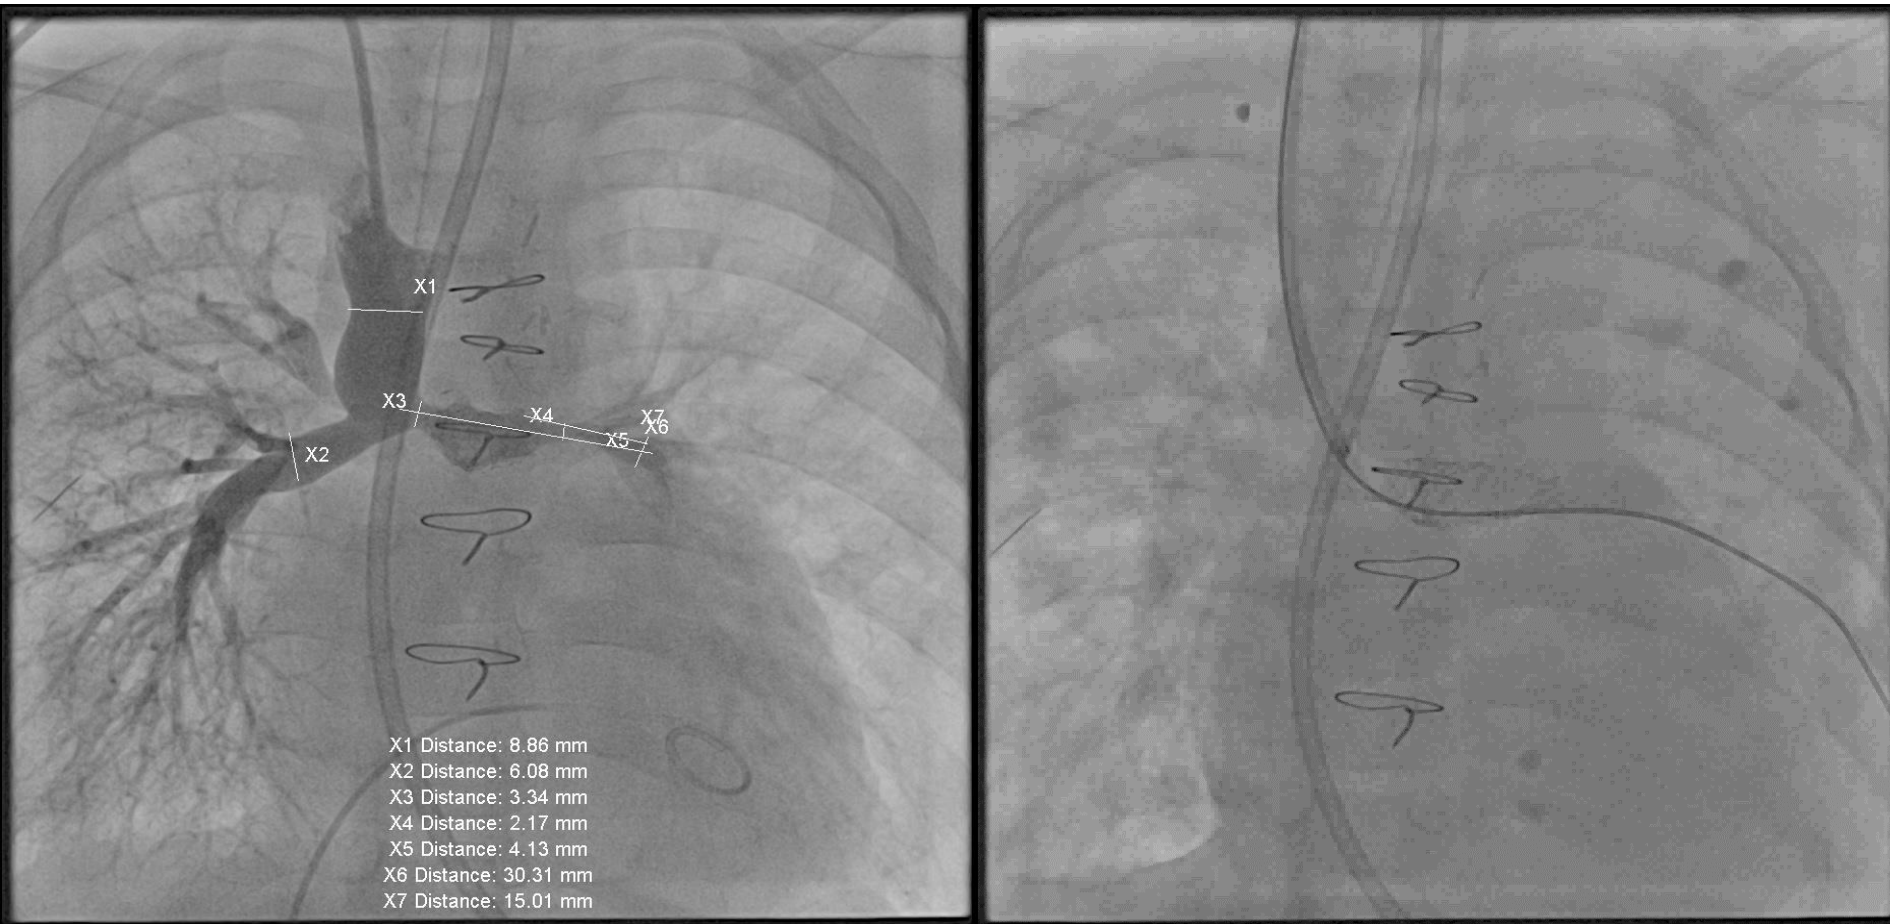 X1
X3
X4
X7
X6
X5
X2
X1 Distance: 8.86 mm
X2 Distance: 6.08 mm
X3 Distance: 3.34 mm
X4 Distance: 2.17 mm
X5 Distance: 4.13 mm
X6 Distance: 30.31 mm
X7 Distance: 15.01 mm